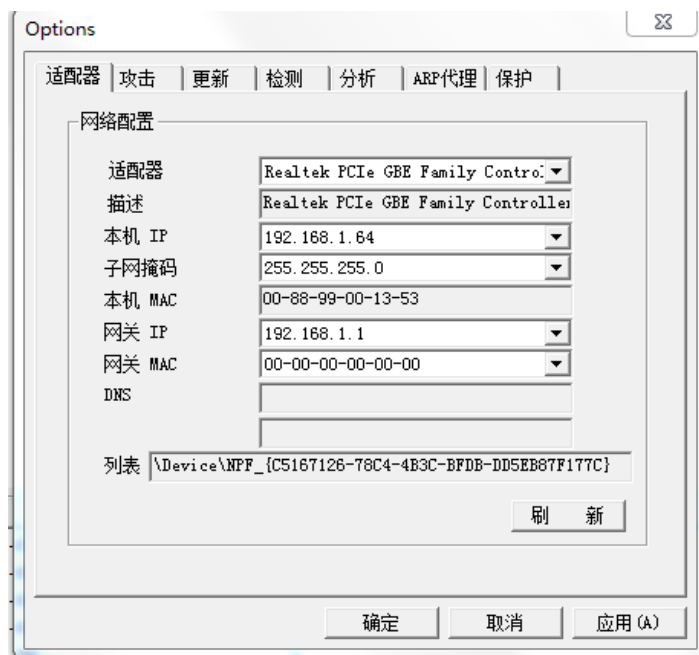 Options
适配器 攻击 更新 检测 分析 ARP代理 保护
网络配置
适配器 Realtek PCIe GBE Family Control
描述 Realtek PCIe GBE Family Controller
本机 IP 192.168.1.64
子网掩码 255.255.255.0
本机 MAC 00-88-99-00-13-53
网关 IP 192.168.1.1
网关 MAC 00-00-00-00-00-00
DNS
列表 \Device\NPF_{C5167126-78C4-4B3C-BFDB-DD5EB87F177C}
刷 新
确定 取消 应用(A)